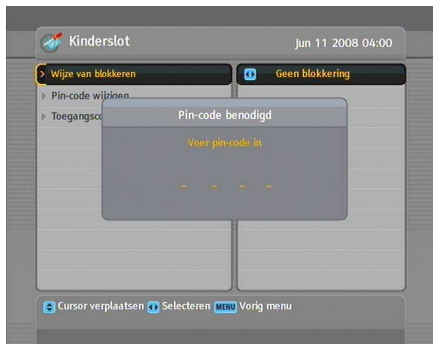 Kinderslot
Jun 11 2008 04:00
Wijze van blokkeren
Geen blokkering
Pin-code wijzigen
Pin-code benodigd
Voer pin-code in
- - - -
Cursor verplaatsen Selecteren MENU Vorig menu